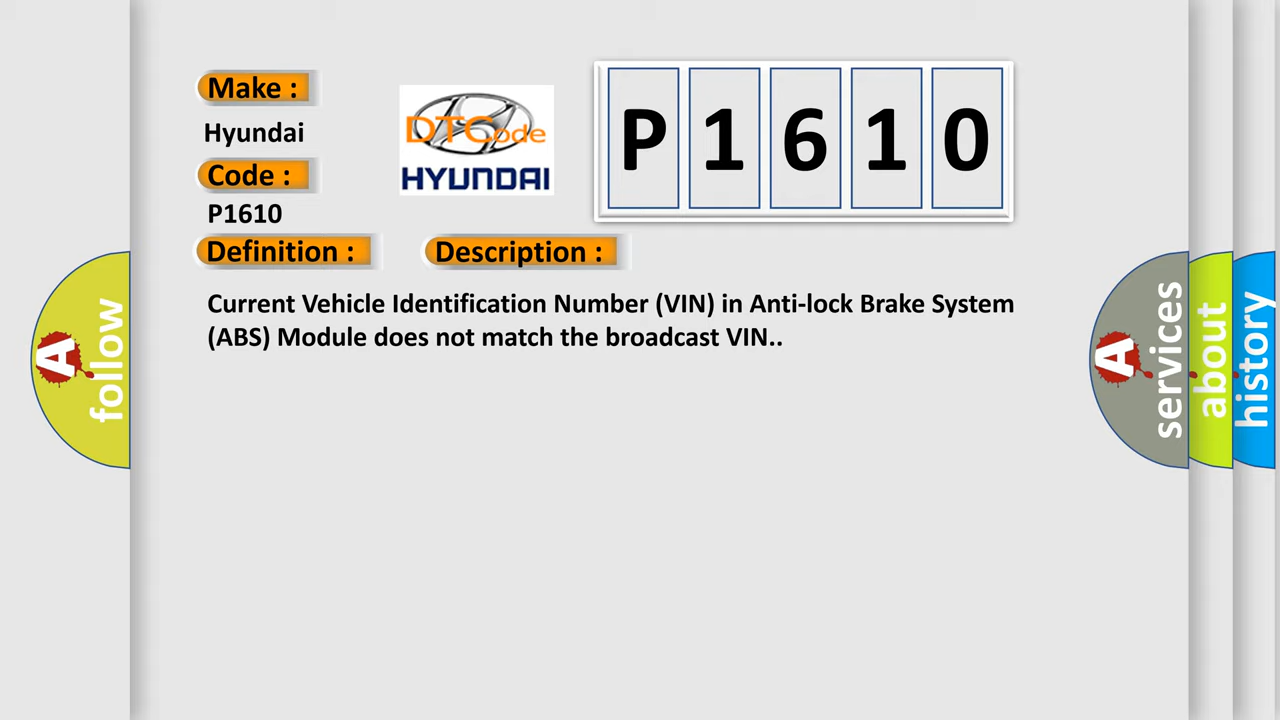 Make :
Hyundai
Code :
P1610
Definition :
Description :
Current Vehicle Identification Number (VIN) in Anti-lock Brake System
(ABS) Module does not match the broadcast VIN..
DTCode
HYUNDAI
P 1 6 1 0
A follow
A services
about
history